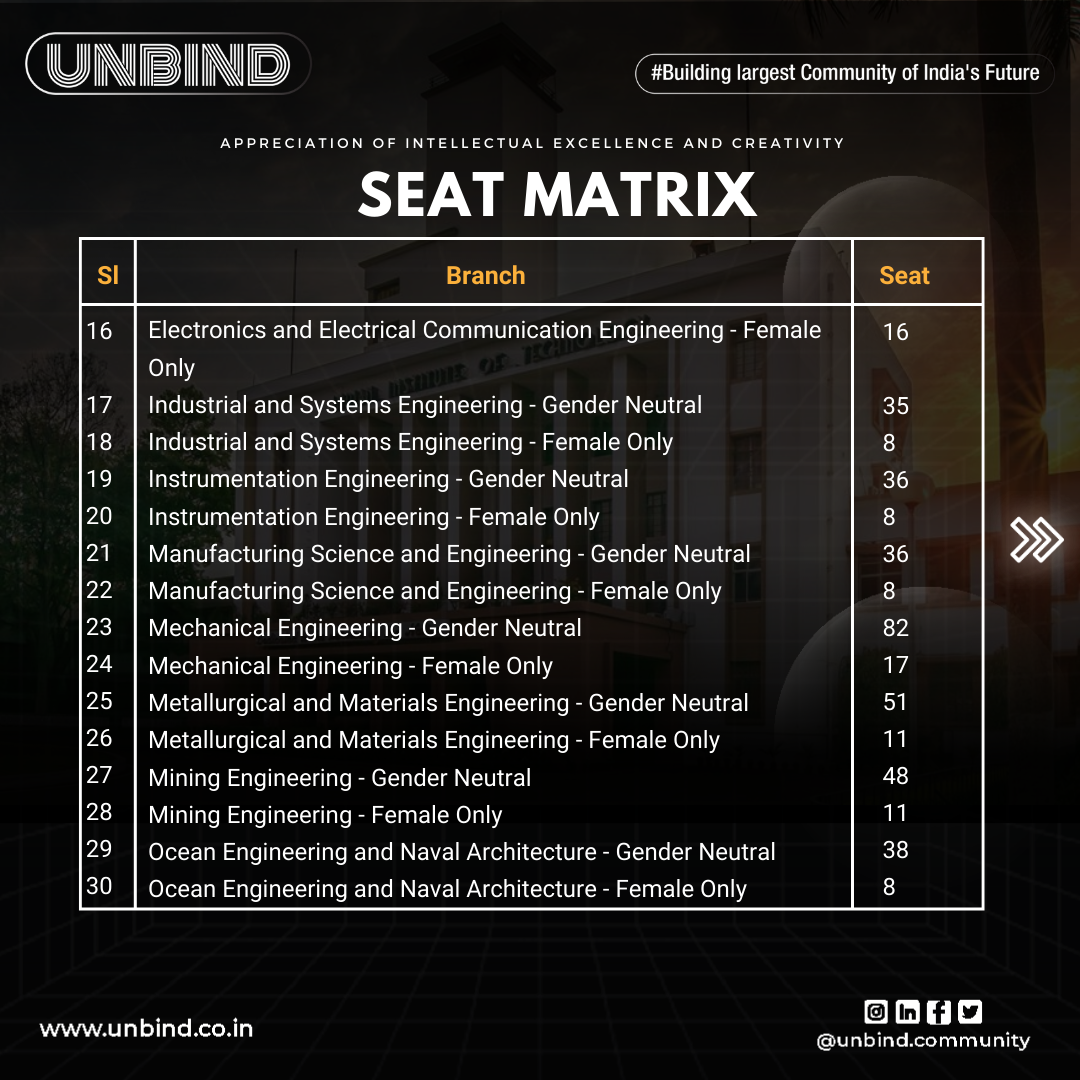 UNBIND
#Building largest Community of India's Future
APPRECIATION OF INTELLECTUAL EXCELLENCE AND CREATIVITY
SEAT MATRIX
Sl Branch Seat
16 Electronics and Electrical Communication Engineering - Female 16
Only
17 Industrial and Systems Engineering - Gender Neutral 35
18 Industrial and Systems Engineering - Female Only 8
19 Instrumentation Engineering - Gender Neutral 36
20 Instrumentation Engineering - Female Only 8
21 Manufacturing Science and Engineering - Gender Neutral 36
22 Manufacturing Science and Engineering - Female Only 8
23 Mechanical Engineering - Gender Neutral 82
24 Mechanical Engineering - Female Only 17
25 Metallurgical and Materials Engineering - Gender Neutral 51
26 Metallurgical and Materials Engineering - Female Only 11
27 Mining Engineering - Gender Neutral 48
28 Mining Engineering - Female Only 11
29 Ocean Engineering and Naval Architecture - Gender Neutral 38
30 Ocean Engineering and Naval Architecture - Female Only 8
www.unbind.co.in
@unbind.community